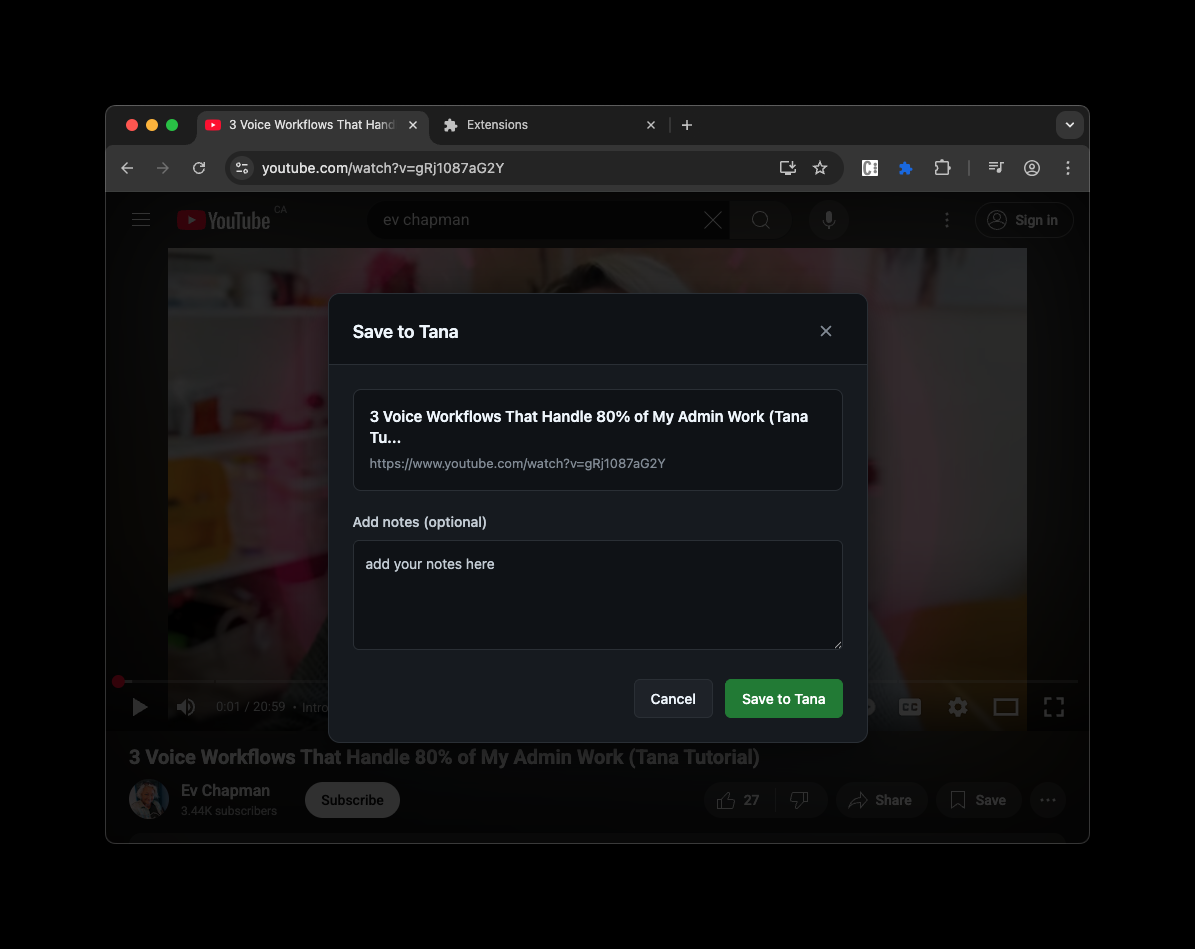 3 Voice Workflows That Hand
Extensions
youtube.com/watch?v=gRj1087aG2Y
YouTube CA
ev chapman
Sign in
Save to Tana
3 Voice Workflows That Handle 80% of My Admin Work (Tana
Tu...
https://www.youtube.com/watch?v=gRj1087aG2Y
Add notes (optional)
add your notes here
Cancel
Save to Tana
0:01 / 20:59 • Intro
CC
3 Voice Workflows That Handle 80% of My Admin Work (Tana Tutorial)
Ev Chapman
3.44K subscribers
Subscribe
27
Share
Save